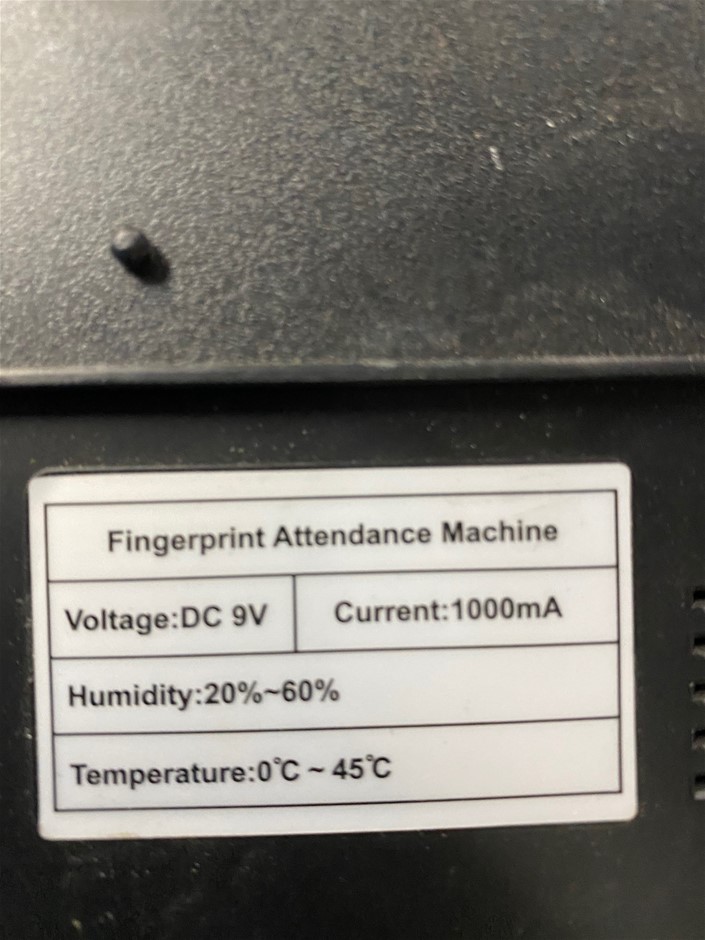 Fingerprint Attendance Machine
Voltage:DC 9V Current:1000mA
Humidity:20%~60%
Temperature:0℃ ~ 45℃